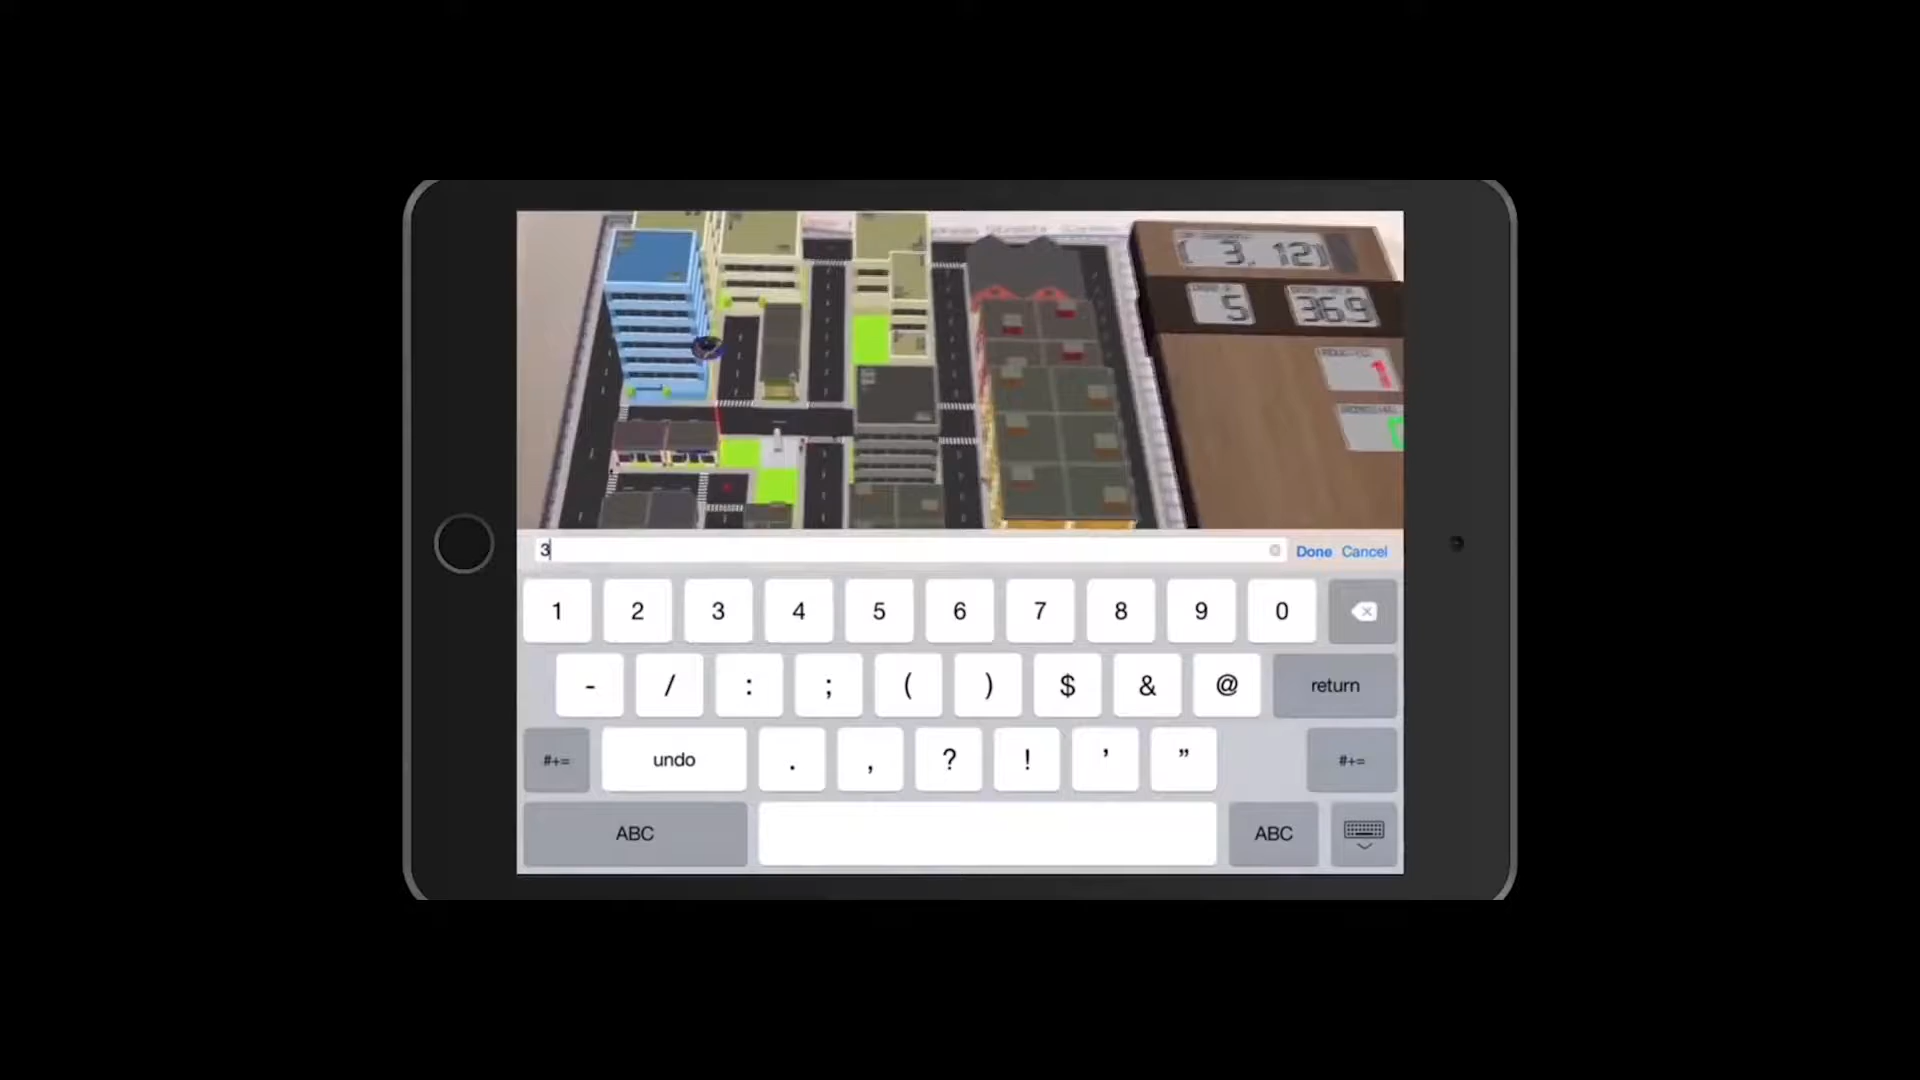 ( 3, 12)
5 369
1
3 Done Cancel
1 2 3 4 5 6 7 8 9 0
- / : ; ( ) $ & @ return
#+= undo . , ? ! ’ ” #+=
ABC ABC